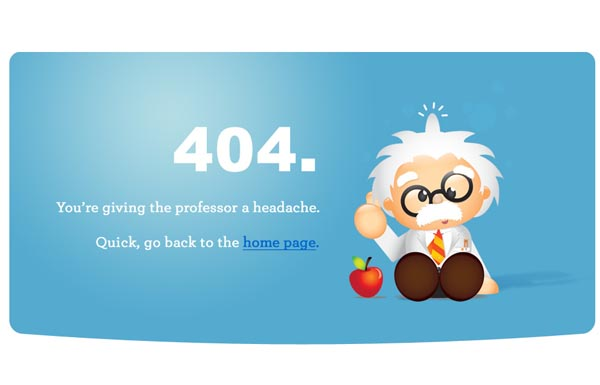 404.
You're giving the professor a headache.
Quick, go back to the home page.